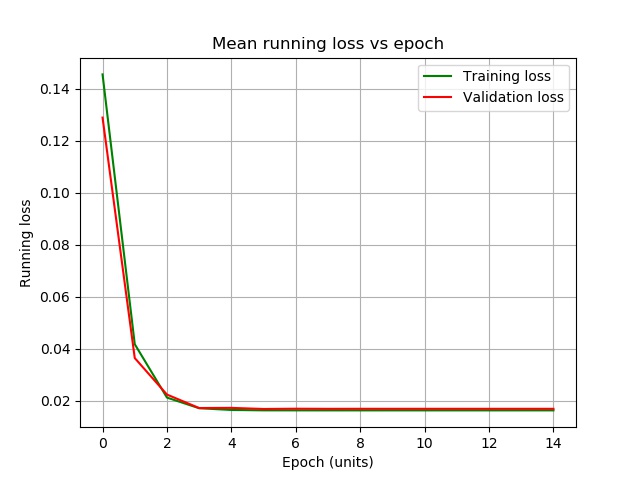 Mean running loss vs epoch
Training loss
Validation loss
Running loss
0.14
0.12
0.10
0.08
0.06
0.04
0.02
0 2 4 6 8 10 12 14
Epoch (units)